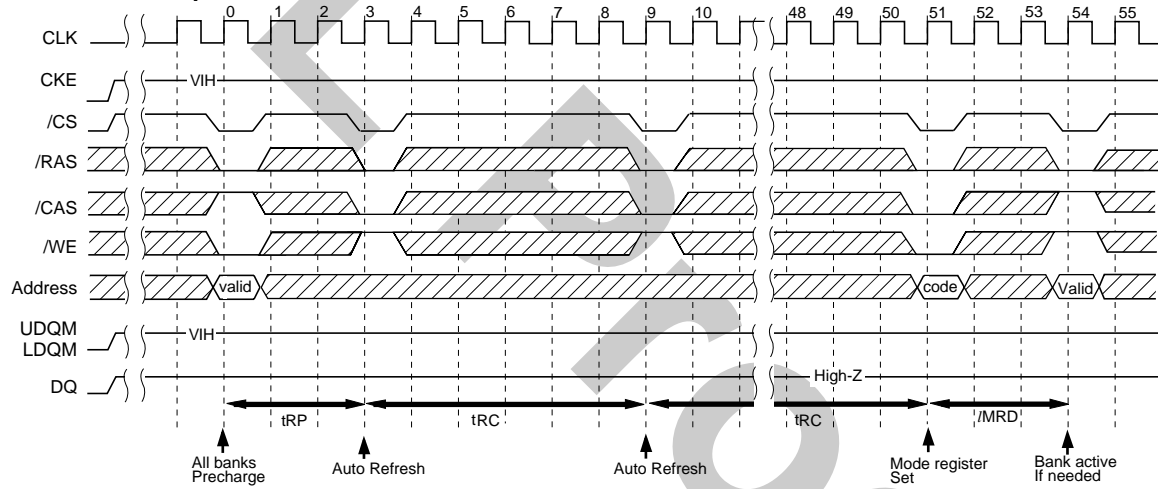 0 1 2 3 4 5 6 7 8 9 10 48 49 50 51 52 53 54 55
CLK
CKE VIH
/CS
/RAS
/CAS
/WE
Address valid code Valid
UDQM
LDQM VIH
DQ High-Z
tRP tRC tRC lMRD
All banks
Precharge
Auto Refresh
Auto Refresh
Mode register
Set
Bank active
If needed